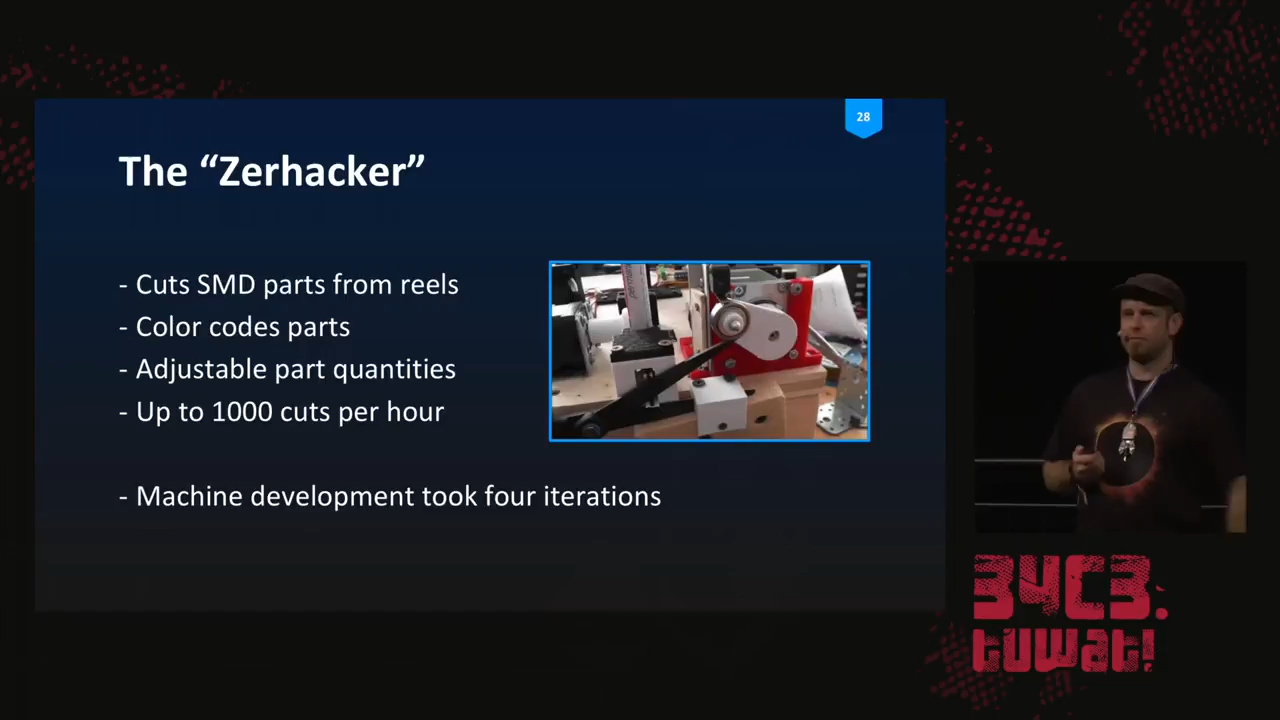 28
The “Zerhacker”
- Cuts SMD parts from reels
- Color codes parts
- Adjustable part quantities
- Up to 1000 cuts per hour
- Machine development took four iterations
34C3.
tuwat!